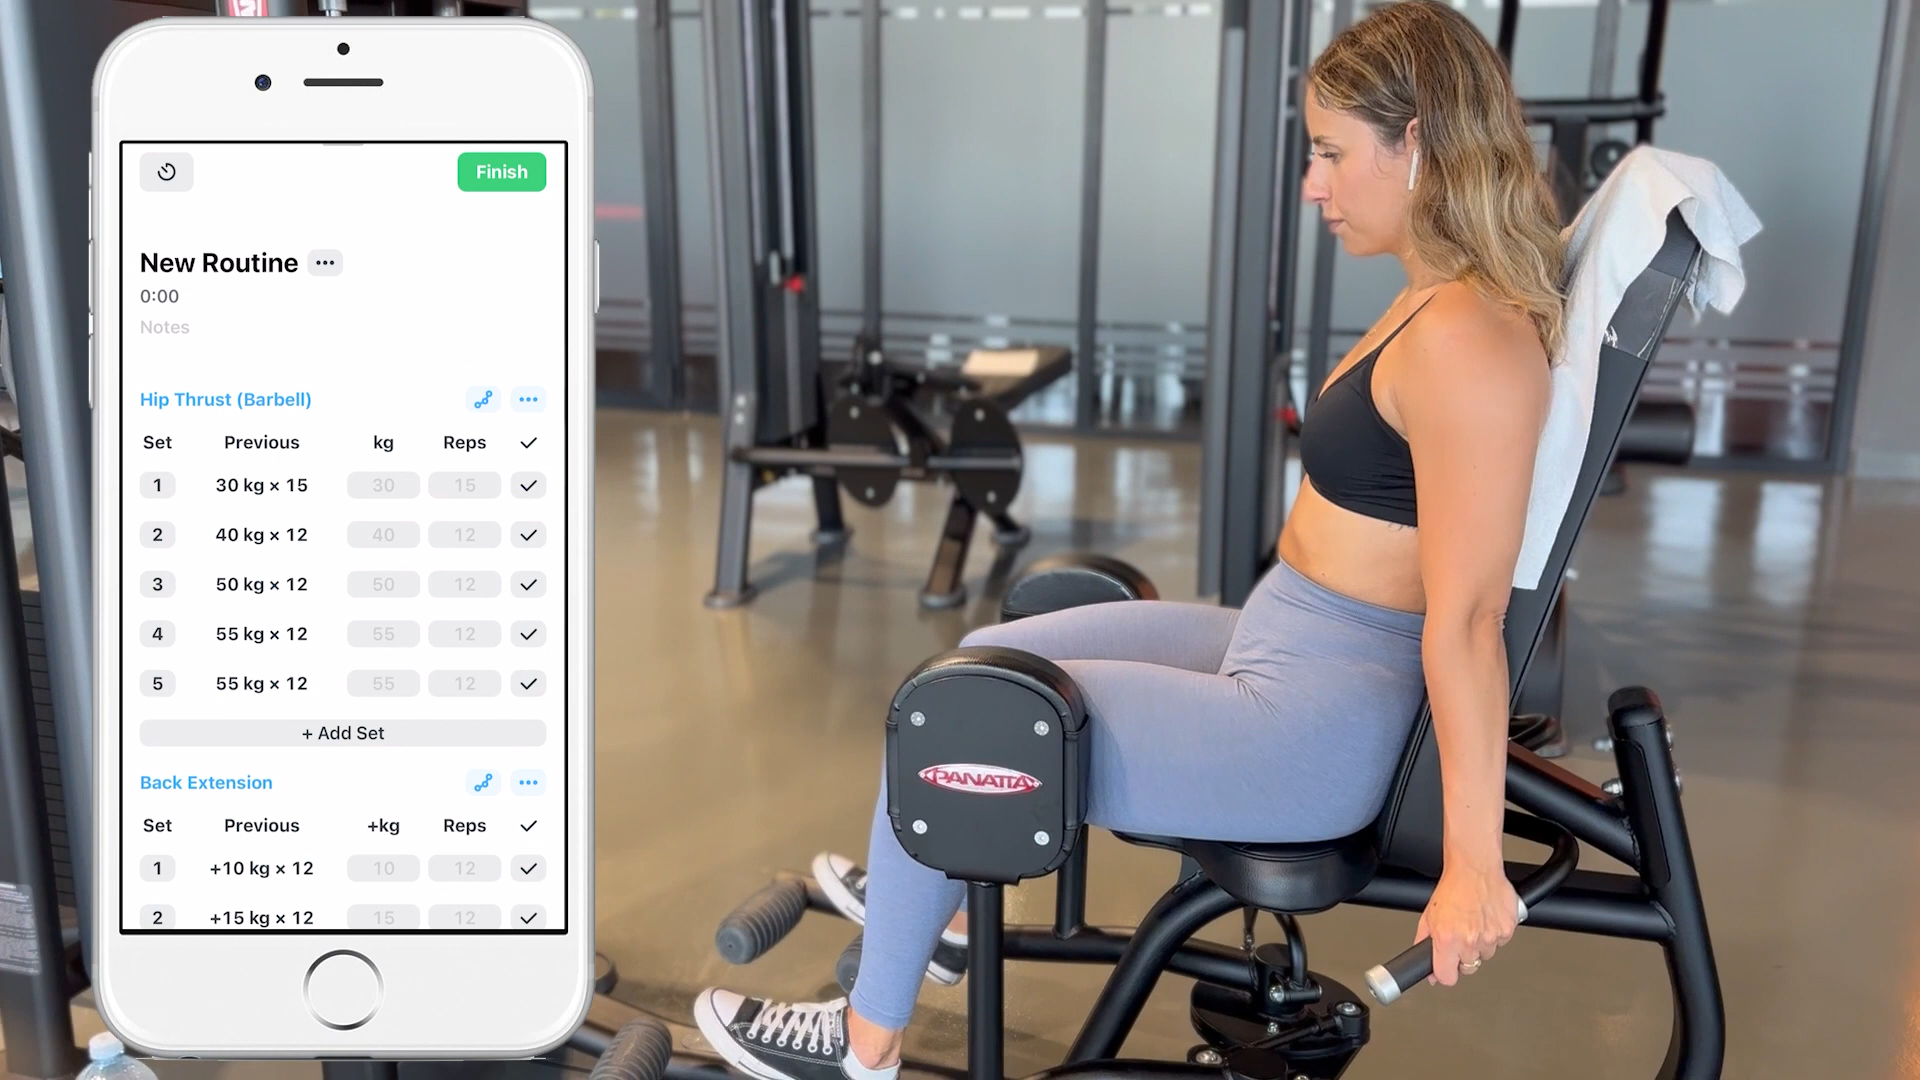 Finish
New Routine
0:00
Notes
Hip Thrust (Barbell)
Set Previous kg Reps
1 30 kg × 15 30 15
2 40 kg × 12 40 12
3 50 kg × 12 50 12
4 55 kg × 12 55 12
5 55 kg × 12 55 12
+ Add Set
Back Extension
Set Previous +kg Reps
1 +10 kg × 12 10 12
2 +15 kg × 12 15 12
PANATTA